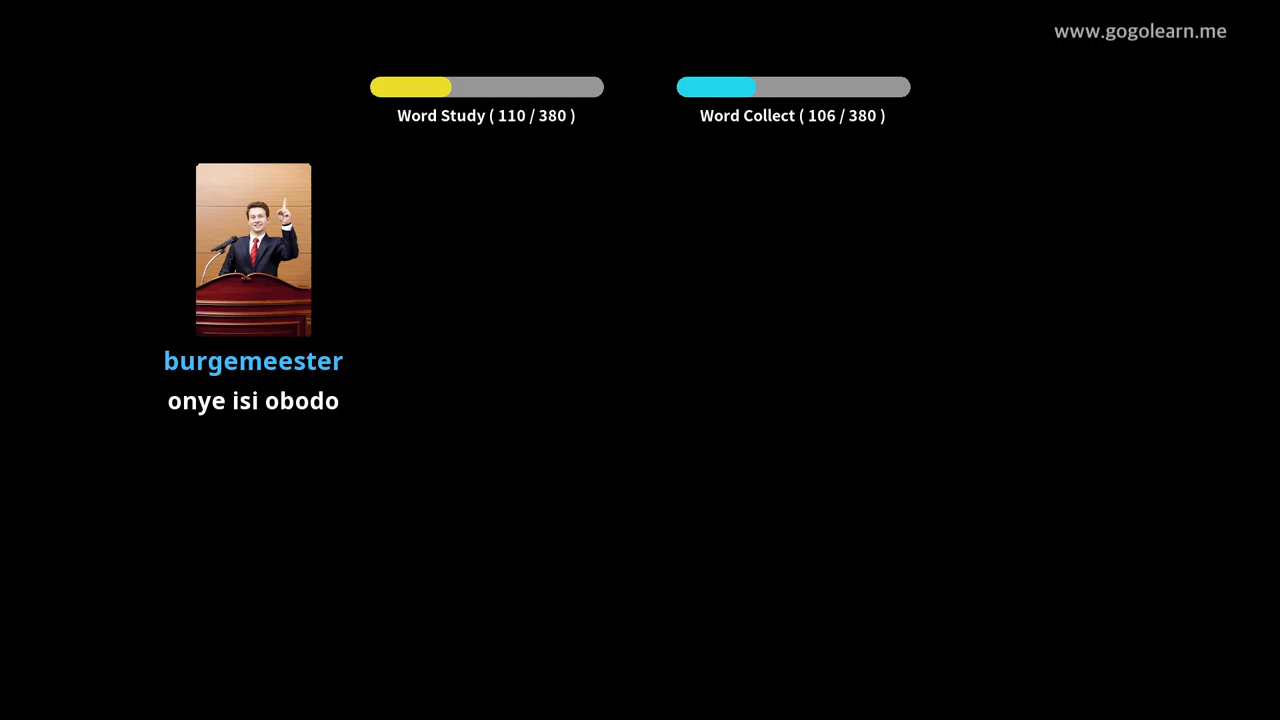 www.gogolearn.me
Word Study ( 110 / 380 )
Word Collect ( 106 / 380 )
burgemeester
onye isi obodo